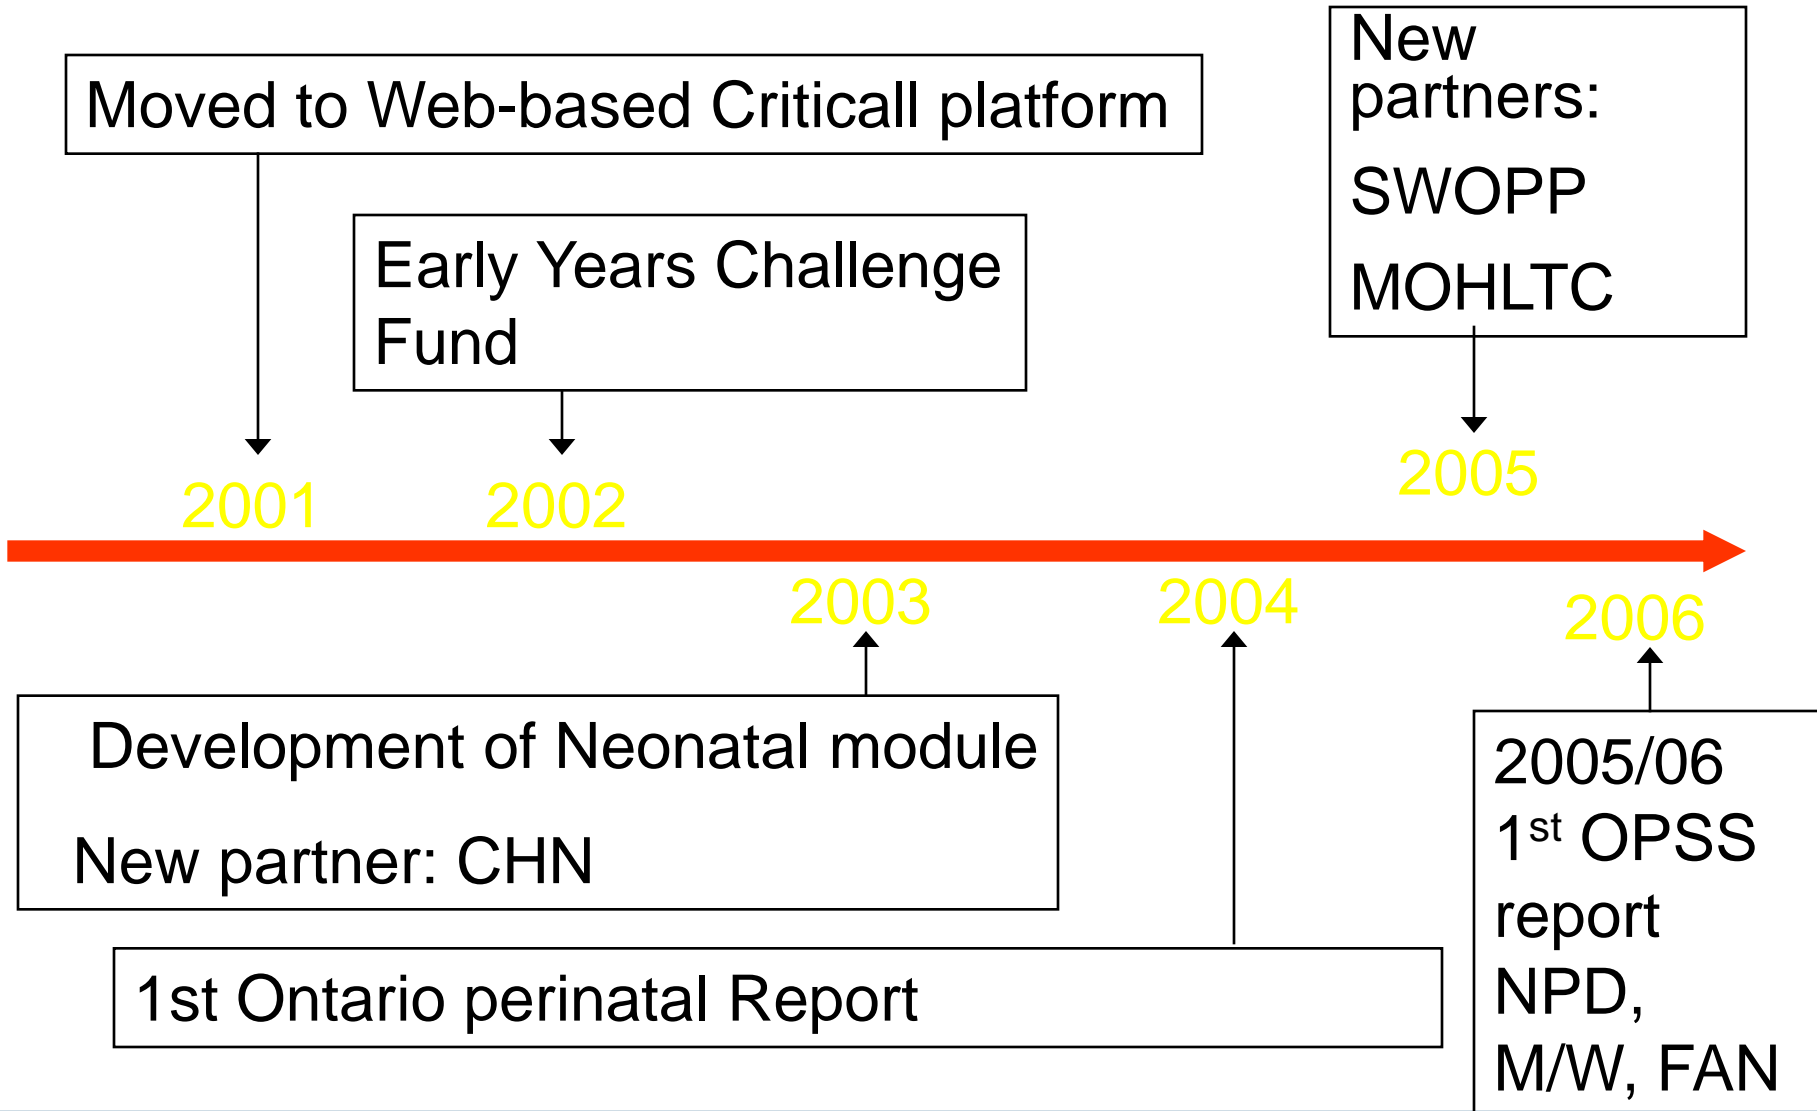 New
partners:
SWOPP
MOHLTC
Moved to Web-based Criticall platform
Early Years Challenge
Fund
2001
2002
2005
2003
2004
2006
Development of Neonatal module
New partner: CHN
1st Ontario perinatal Report
2005/06
1st OPSS
report
NPD,
M/W, FAN